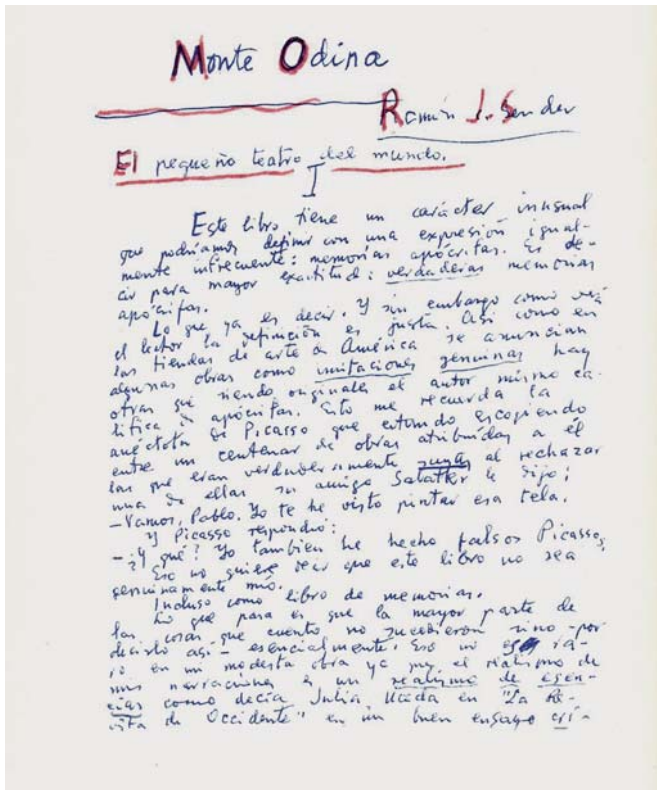 Monte Odina
Ramón J. Sender
El pequeño teatro del mundo.
I
Este libro tiene un carácter inusual
que podríamos definir con una expresión igual-
mente infrecuente: memorias apócrifas. Es de-
cir para mayor exactitud: verdaderas memorias
apócrifas.
Lo que ya es decir. Y sin embargo como verá
el lector la definición es justa. Así como en
las tiendas de arte de América se anuncian
algunas obras como imitaciones genuinas hay
otras que siendo originales el autor mismo ca-
lifica de apócrifas. Esto me recuerda la
anécdota de Picasso que estando escogiendo
entre un centenar de obras atribuidas a él
las que eran verdaderamente suyas al rechazar
una de ellas su amigo le dijo:
–Vamos, Pablo. Yo te he visto pintar esa tela.
Y Picasso respondió:
–¿Y qué? Yo tambien he hecho falsos Picassos.
Eso no quiere decir que este libro no sea
genuinamente mío.
Incluso como libro de memorias.
Lo que pasa es que la mayor parte de
las cosas que cuento no sucedieron sino –por
decirlo así– esencialmente. Eso no es ra-
ro en mi modesta obra ya que el realismo de
mis narraciones es un realismo de esen-
cias como decía Julia Uceda en "La Re-
vista de Occidente" en un buen ensayo crí-